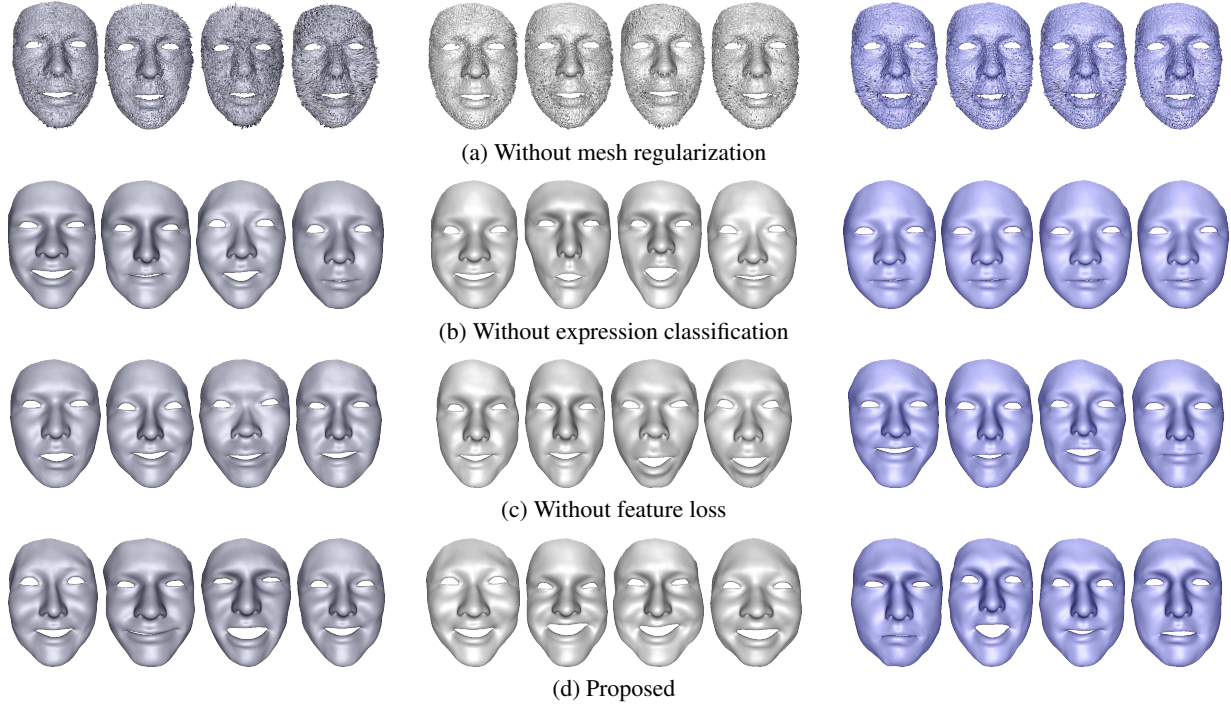 (a) Without mesh regularization
(b) Without expression classification
(c) Without feature loss
(d) Proposed